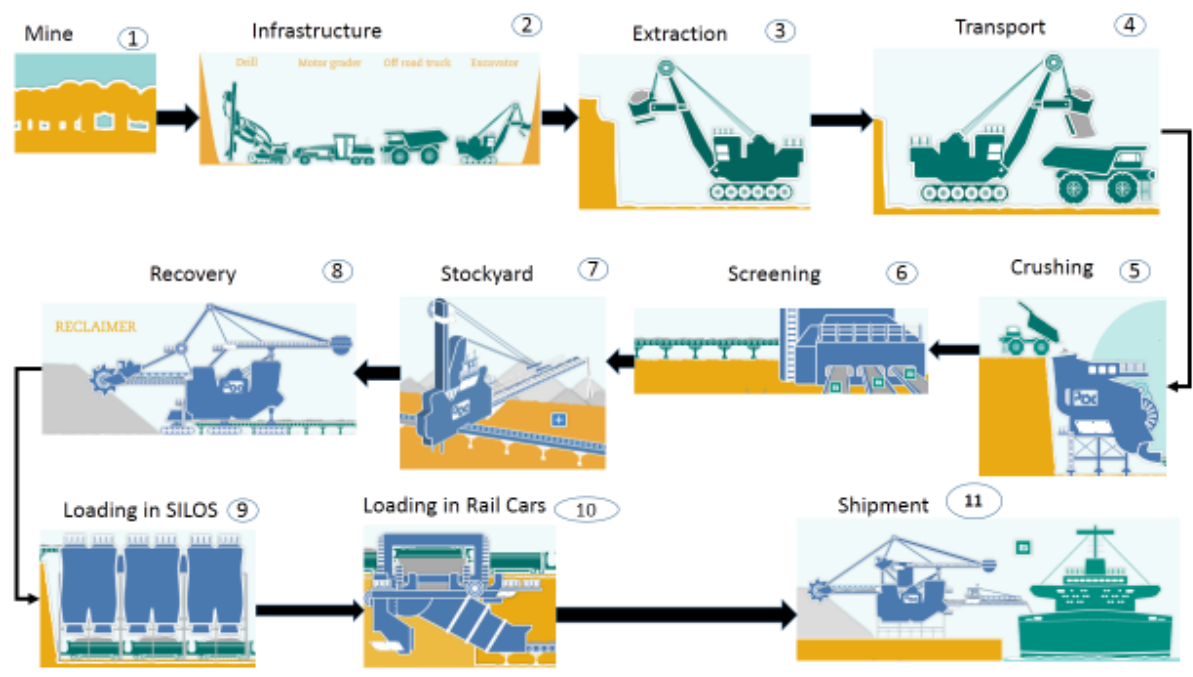 Mine 1
Infrastructure 2
Drill Motor grader Off road truck Excavator
Extraction 3
Transport 4
Crushing 5
Screening 6
Stockyard 7
Recovery 8
RECLAIMER
Loading in SILOS 9
Loading in Rail Cars 10
Shipment 11